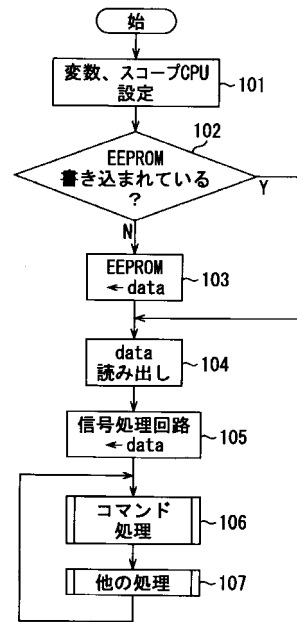 始
変数、スコープCPU
設定
101
102
EEPROM
書き込まれている
?
Y
N
EEPROM
←data
103
data
読み出し
104
信号処理回路
←data
105
コマンド
処理
106
他の処理
107